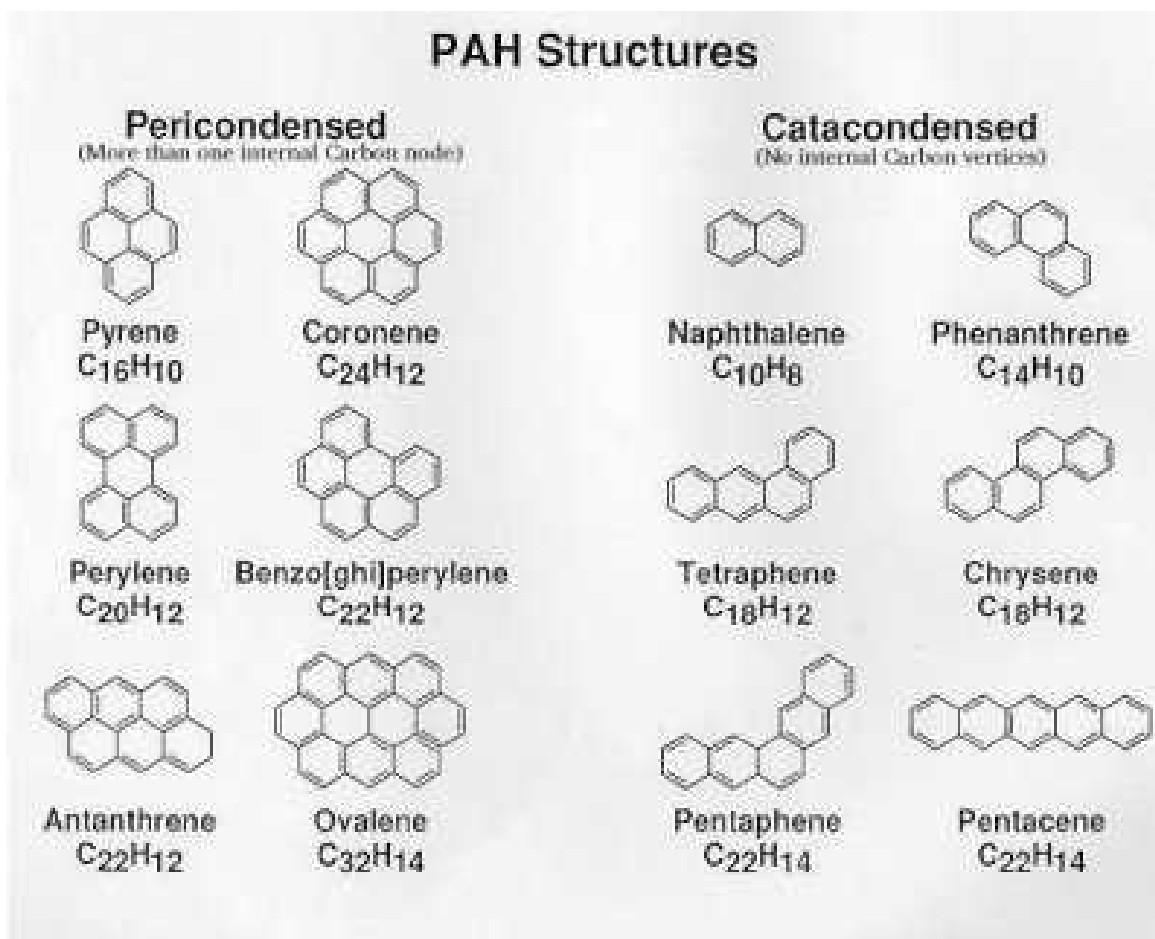 PAH Structures
Pericondensed
(More than one internal Carbon node)
Pyrene
C16H10
Coronene
C24H12
Perylene
C20H12
Benzo[ghi]perylene
C22H12
Antanthrene
C22H12
Ovalene
C32H14
Catacondensed
(No internal Carbon vertices)
Naphthalene
C10H8
Phenanthrene
C14H10
Tetraphene
C18H12
Chrysene
C18H12
Pentaphene
C22H14
Pentacene
C22H14